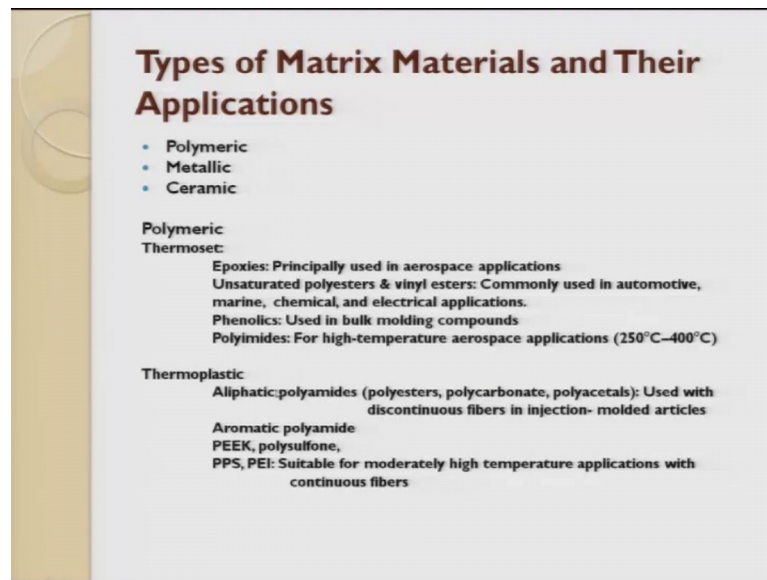 Types of Matrix Materials and Their
Applications
• Polymeric
• Metallic
• Ceramic
Polymeric
Thermoset:
Epoxies: Principally used in aerospace applications
Unsaturated polyesters & vinyl esters: Commonly used in automotive,
marine, chemical, and electrical applications.
Phenolics: Used in bulk molding compounds
Polyimides: For high-temperature aerospace applications (250°C–400°C)
Thermoplastic
Aliphatic polyamides (polyesters, polycarbonate, polyacetals): Used with
discontinuous fibers in injection- molded articles
Aromatic polyamide
PEEK, polysulfone,
PPS, PEI: Suitable for moderately high temperature applications with
continuous fibers